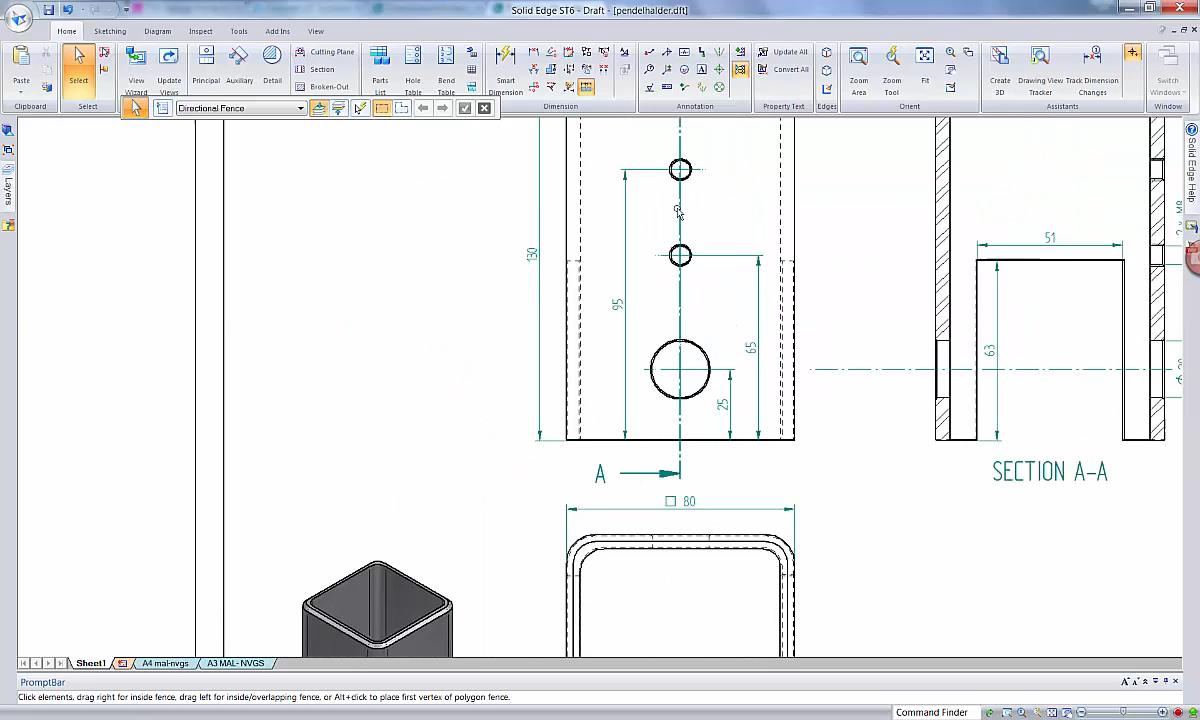 Solid Edge ST6 - Draft - [pendelhalder.dft]
Home Sketching Diagram Inspect Tools Add Ins View
Paste
Clipboard
Select
Select
View Wizard
Update Views
Principal
Auxiliary
Detail
Cutting Plane
Section
Broken-Out
Parts List
Hole Table
Bend Table
Smart Dimension
Dimension
Annotation
Update All
Convert All
Property Text
Edges
Zoom Area
Zoom Tool
Fit
Orient
Create 3D
Drawing View Tracker
Track Dimension Changes
Assistants
Switch Windows
Window
Directional Fence
Layers
Solid Edge Help
130
95
65
25
51
63
A
SECTION A-A
□ 80
Sheet1 A4 mal-nvgs A3 MAL- NVGS
PromptBar
Click elements, drag right for inside fence, drag left for inside/overlapping fence, or Alt+click to place first vertex of polygon fence.
Command Finder